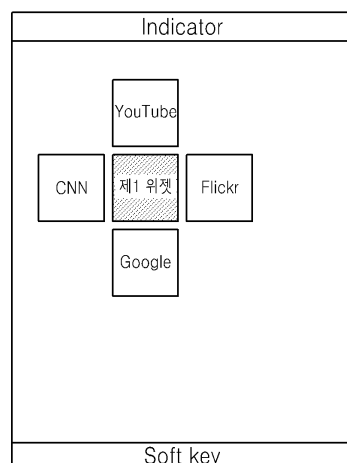 Indicator
YouTube
CNN
제1 위젯
Flickr
Google
Soft key